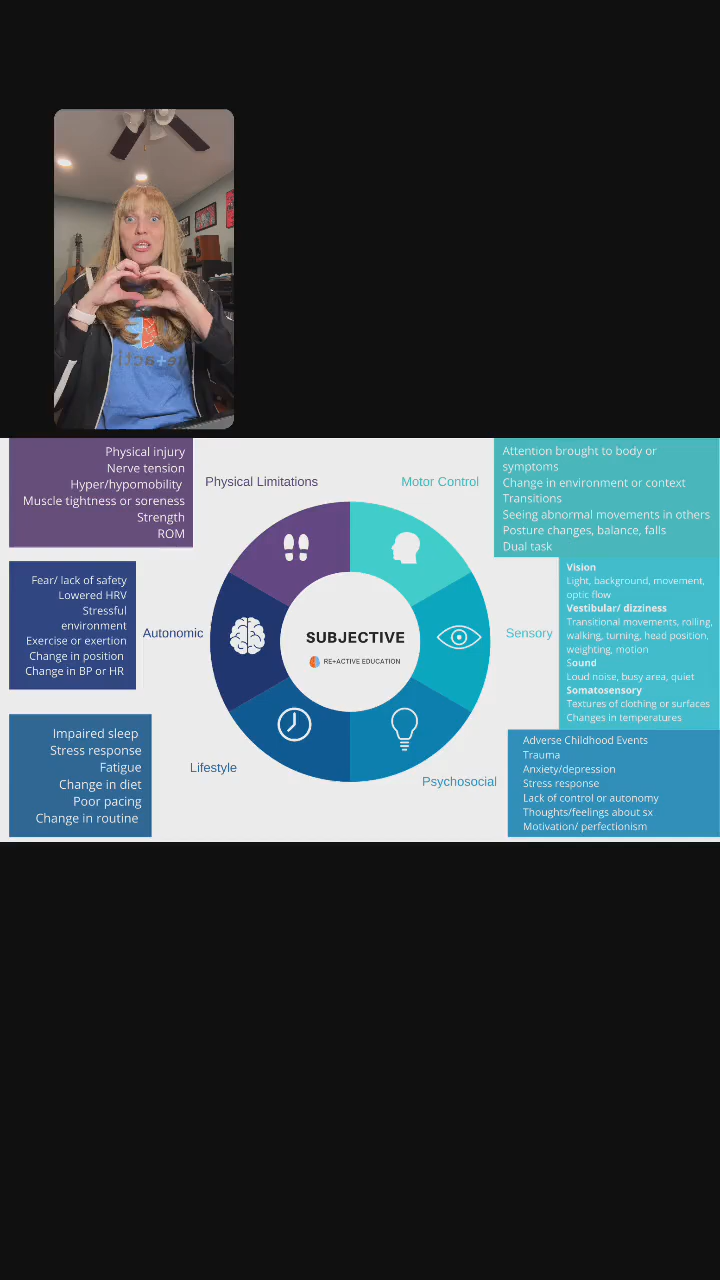 re+active
Physical injury
Nerve tension
Hyper/hypomobility
Muscle tightness or soreness
Strength
ROM
Physical Limitations
Motor Control
Attention brought to body or
symptoms
Change in environment or context
Transitions
Seeing abnormal movements in others
Posture changes, balance, falls
Dual task
Fear/ lack of safety
Lowered HRV
Stressful
environment
Exercise or exertion
Change in position
Change in BP or HR
Autonomic
SUBJECTIVE
RE+ACTIVE EDUCATION
Sensory
Vision
Light, background, movement,
optic flow
Vestibular/ dizziness
Transitional movements, rolling,
walking, turning, head position,
weighting, motion
Sound
Loud noise, busy area, quiet
Somatosensory
Textures of clothing or surfaces
Changes in temperatures
Impaired sleep
Stress response
Fatigue
Change in diet
Poor pacing
Change in routine
Lifestyle
Psychosocial
Adverse Childhood Events
Trauma
Anxiety/depression
Stress response
Lack of control or autonomy
Thoughts/feelings about sx
Motivation/ perfectionism